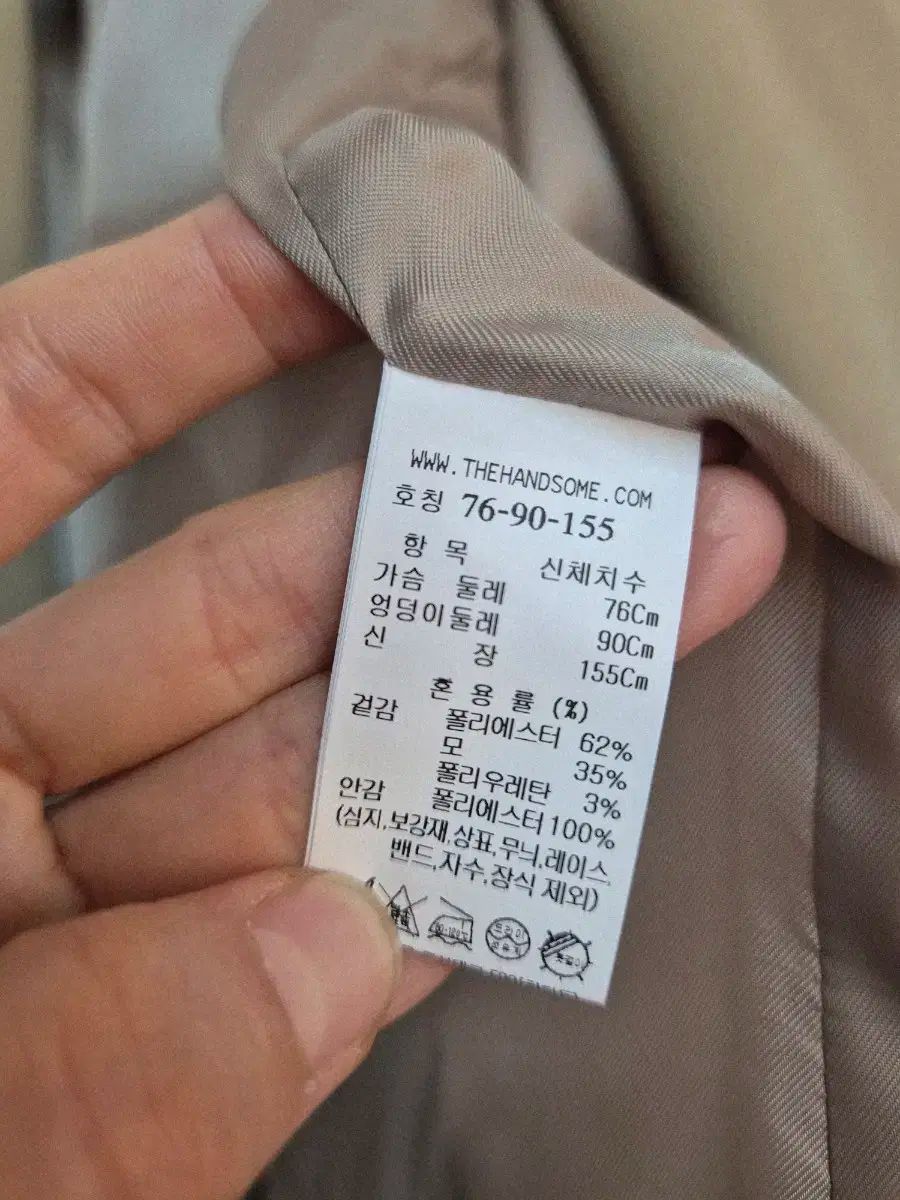 WWW.THEHANDSOME.COM
호칭 76-90-155
항 목 신체치수
가슴 둘레 76Cm
엉덩이둘레 90Cm
신 장 155Cm
혼 용 률 (%)
겉감 폴리에스터 62%
모 35%
폴리우레탄 3%
안감 폴리에스터 100%
(심지,보강재,상표,무늬,레이스,
밴드,자수,장식 제외)
드라이